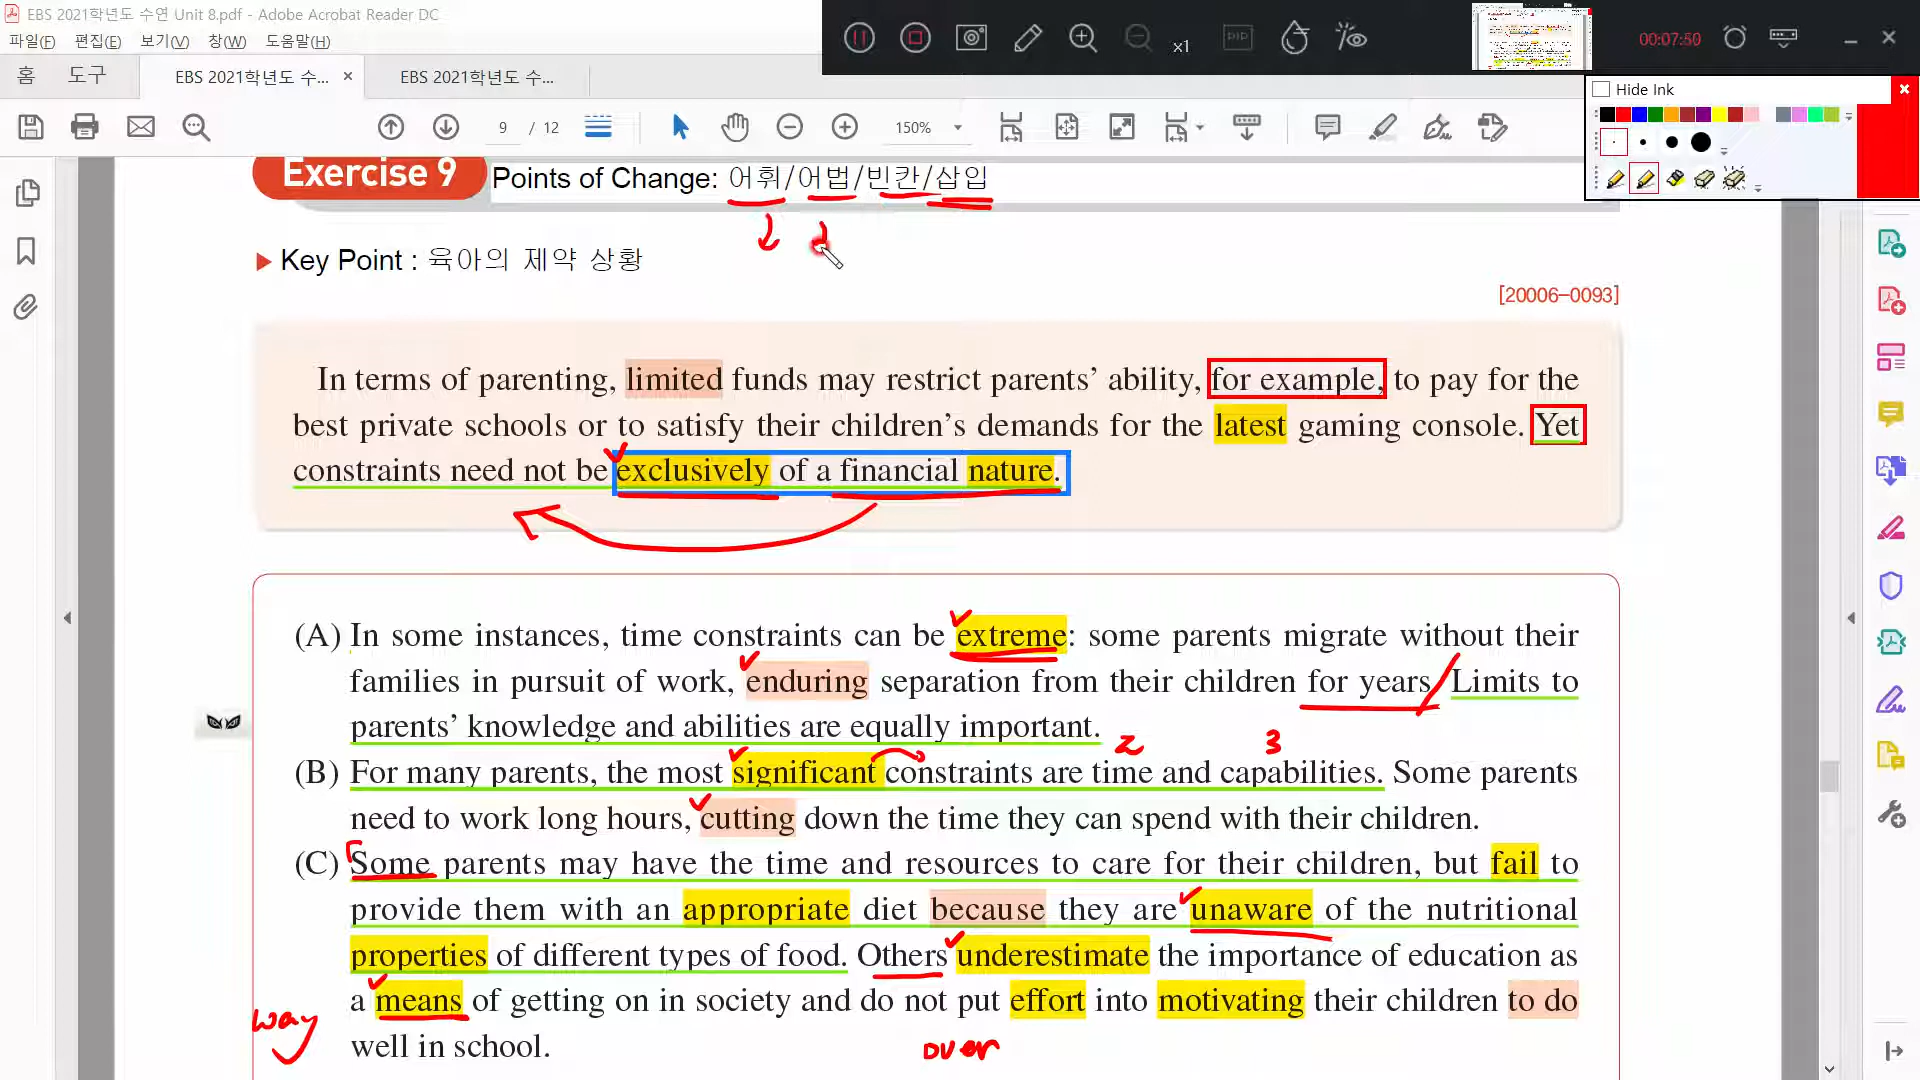 EBS 2021학년도 수연 Unit 8.pdf - Adobe Acrobat Reader DC
파일(F) 편집(E) 보기(V) 창(W) 도움말(H)
x1
00:07:50
홈 도구 EBS 2021학년도 수... × EBS 2021학년도 수...
Hide Ink
9 / 12 150%
Exercise 9 Points of Change: 어휘/어법/빈칸/삽입
Key Point : 육아의 제약 상황
[20006-0093]
In terms of parenting, limited funds may restrict parents’ ability, for example, to pay for the
best private schools or to satisfy their children’s demands for the latest gaming console. Yet
constraints need not be exclusively of a financial nature.
(A) In some instances, time constraints can be extreme: some parents migrate without their
families in pursuit of work, enduring separation from their children for years. Limits to
parents’ knowledge and abilities are equally important.
2 3
(B) For many parents, the most significant constraints are time and capabilities. Some parents
need to work long hours, cutting down the time they can spend with their children.
(C) Some parents may have the time and resources to care for their children, but fail to
provide them with an appropriate diet because they are unaware of the nutritional
properties of different types of food. Others underestimate the importance of education as
a means of getting on in society and do not put effort into motivating their children to do
way
well in school.
over